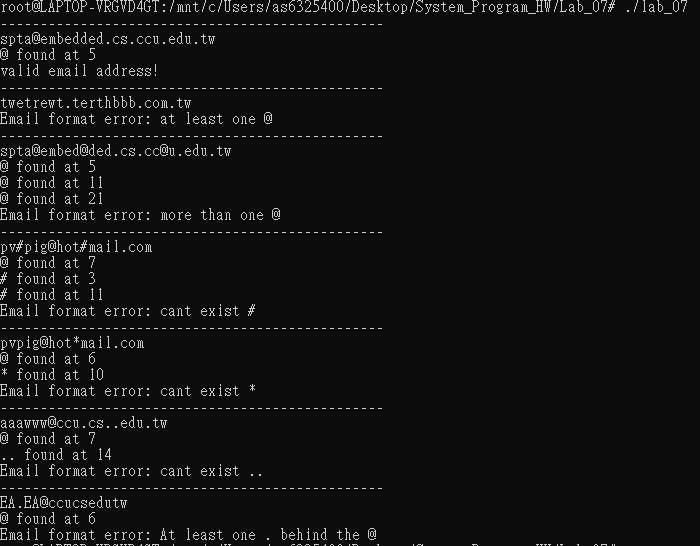 root@LAPTOP-VRGVD4GT:/mnt/c/Users/as6325400/Desktop/System_Program_HW/Lab_07# ./lab_07
------------------------------------------------
spta@embedded.cs.ccu.edu.tw
@ found at 5
valid email address!
------------------------------------------------
twetrewt.terthbbb.com.tw
Email format error: at least one @
------------------------------------------------
spta@embed@ded.cs.cc@u.edu.tw
@ found at 5
@ found at 11
@ found at 21
Email format error: more than one @
------------------------------------------------
pv#pig@hot#mail.com
@ found at 7
# found at 3
# found at 11
Email format error: cant exist #
------------------------------------------------
pvpig@hot*mail.com
@ found at 6
* found at 10
Email format error: cant exist *
------------------------------------------------
aaawww@ccu.cs..edu.tw
@ found at 7
.. found at 14
Email format error: cant exist ..
------------------------------------------------
EA.EA@ccucsedutw
@ found at 6
Email format error: At least one . behind the @